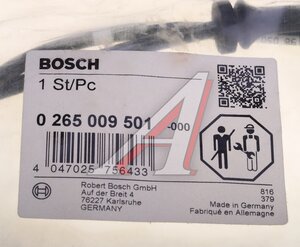 BOSCH
1 St/Pc
0 265 009 501 -000
4 047025 756433
Robert Bosch GmbH
Auf der Breit 4
76227 Karlsruhe
GERMANY
816
379
Made in Germany
Fabriqué en Allemagne